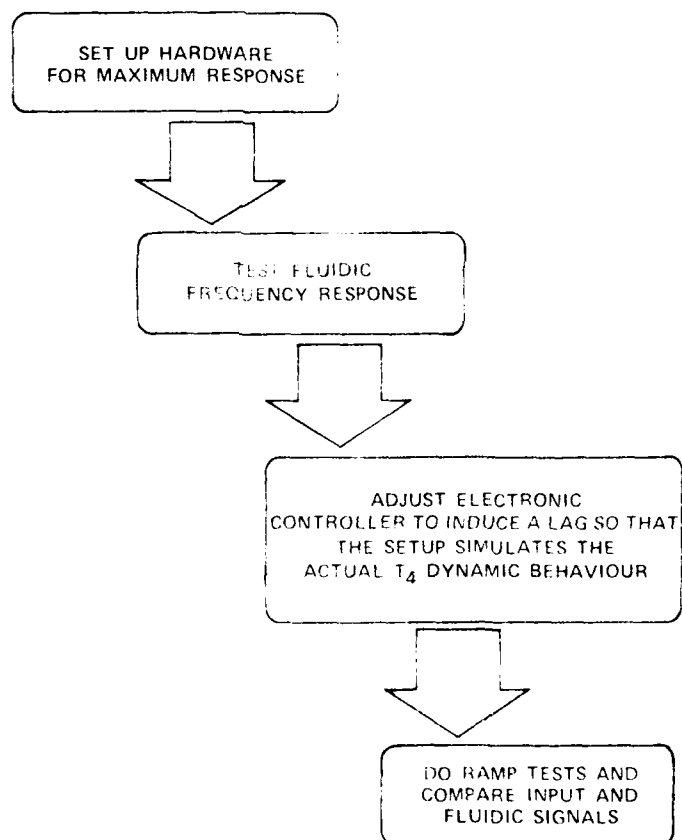 SET UP HARDWARE
FOR MAXIMUM RESPONSE
TEST FLUIDIC
FREQUENCY RESPONSE
ADJUST ELECTRONIC
CONTROLLER TO INDUCE A LAG SO THAT
THE SETUP SIMULATES THE
ACTUAL T4 DYNAMIC BEHAVIOUR
DO RAMP TESTS AND
COMPARE INPUT AND
FLUIDIC SIGNALS